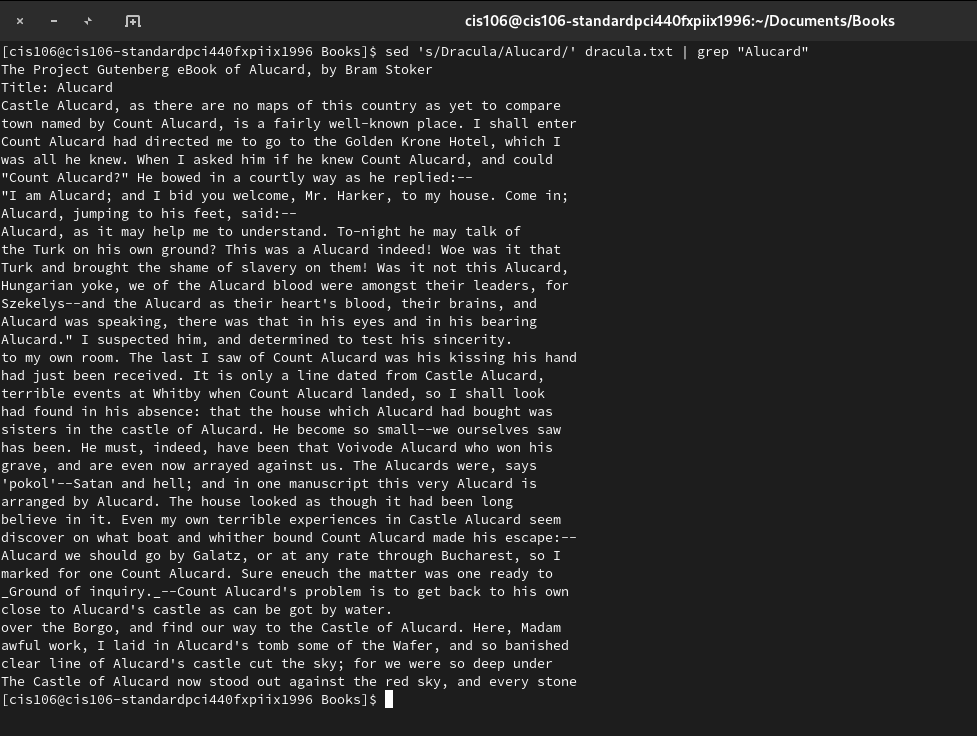 cis106@cis106-standardpci440fxpiix1996:~/Documents/Books
[cis106@cis106-standardpci440fxpiix1996 Books]$ sed 's/Dracula/Alucard/' dracula.txt | grep "Alucard"
The Project Gutenberg eBook of Alucard, by Bram Stoker
Title: Alucard
Castle Alucard, as there are no maps of this country as yet to compare
town named by Count Alucard, is a fairly well-known place. I shall enter
Count Alucard had directed me to go to the Golden Krone Hotel, which I
was all he knew. When I asked him if he knew Count Alucard, and could
"Count Alucard?" He bowed in a courtly way as he replied:--
"I am Alucard; and I bid you welcome, Mr. Harker, to my house. Come in;
Alucard, jumping to his feet, said:--
Alucard, as it may help me to understand. To-night he may talk of
the Turk on his own ground? This was a Alucard indeed! Woe was it that
Turk and brought the shame of slavery on them! Was it not this Alucard,
Hungarian yoke, we of the Alucard blood were amongst their leaders, for
Szekelys--and the Alucard as their heart's blood, their brains, and
Alucard was speaking, there was that in his eyes and in his bearing
Alucard." I suspected him, and determined to test his sincerity.
to my own room. The last I saw of Count Alucard was his kissing his hand
had just been received. It is only a line dated from Castle Alucard,
terrible events at Whitby when Count Alucard landed, so I shall look
had found in his absence: that the house which Alucard had bought was
sisters in the castle of Alucard. He become so small--we ourselves saw
has been. He must, indeed, have been that Voivode Alucard who won his
grave, and are even now arrayed against us. The Alucards were, says
'pokol'--Satan and hell; and in one manuscript this very Alucard is
arranged by Alucard. The house looked as though it had been long
believe in it. Even my own terrible experiences in Castle Alucard seem
discover on what boat and whither bound Count Alucard made his escape:--
Alucard we should go by Galatz, or at any rate through Bucharest, so I
marked for one Count Alucard. Sure eneuch the matter was one ready to
_Ground of inquiry._--Count Alucard's problem is to get back to his own
close to Alucard's castle as can be got by water.
over the Borgo, and find our way to the Castle of Alucard. Here, Madam
awful work, I laid in Alucard's tomb some of the Wafer, and so banished
clear line of Alucard's castle cut the sky; for we were so deep under
The Castle of Alucard now stood out against the red sky, and every stone
[cis106@cis106-standardpci440fxpiix1996 Books]$